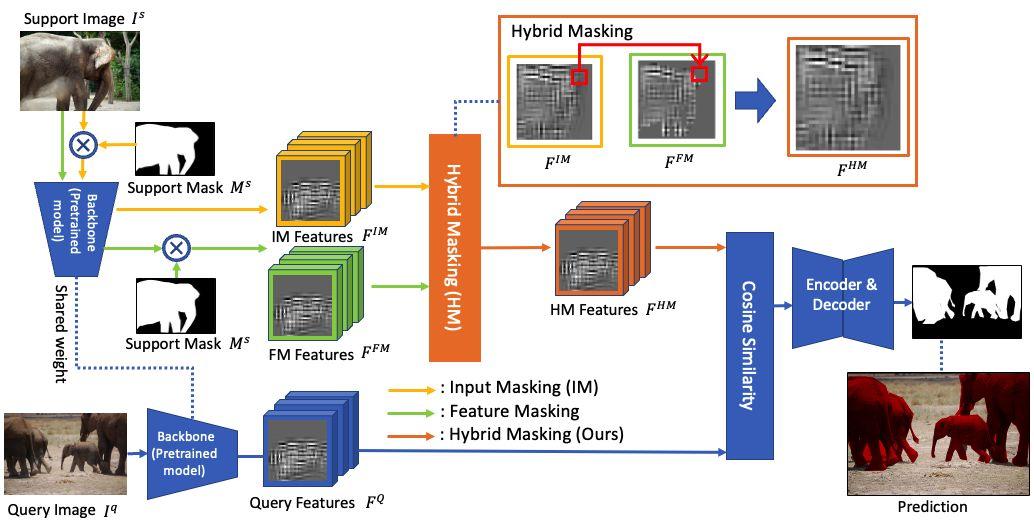 Support Image I^s
Support Mask M^s
Backbone
(Pretrained
model)
IM Features F^IM
Support Mask M^s
FM Features F^FM
Shared weight
Hybrid Masking (HM)
Hybrid Masking
F^IM
F^FM
F^HM
HM Features F^HM
Cosine Similarity
Encoder &
Decoder
: Input Masking (IM)
: Feature Masking
: Hybrid Masking (Ours)
Backbone
(Pretrained
model)
Query Image I^q
Query Features F^Q
Prediction